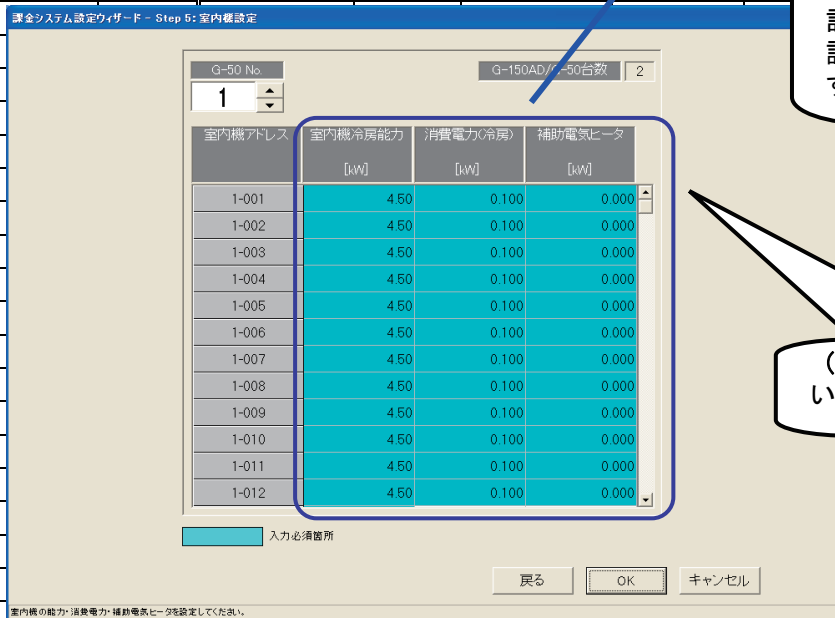 課金システム設定ウィザード - Step 5: 室内機設定
G-50 No. G-150AD/G-50台数 2
1
室内機アドレス 室内機冷房能力 消費電力(冷房) 補助電気ヒータ
[kW] [kW] [kW]
1-001 4.50 0.100 0.000
1-002 4.50 0.100 0.000
1-003 4.50 0.100 0.000
1-004 4.50 0.100 0.000
1-005 4.50 0.100 0.000
1-006 4.50 0.100 0.000
1-007 4.50 0.100 0.000
1-008 4.50 0.100 0.000
1-009 4.50 0.100 0.000
1-010 4.50 0.100 0.000
1-011 4.50 0.100 0.000
1-012 4.50 0.100 0.000
入力必須箇所
戻る OK キャンセル
室内機の能力・消費電力・補助電気ヒータを設定してください。
(
い